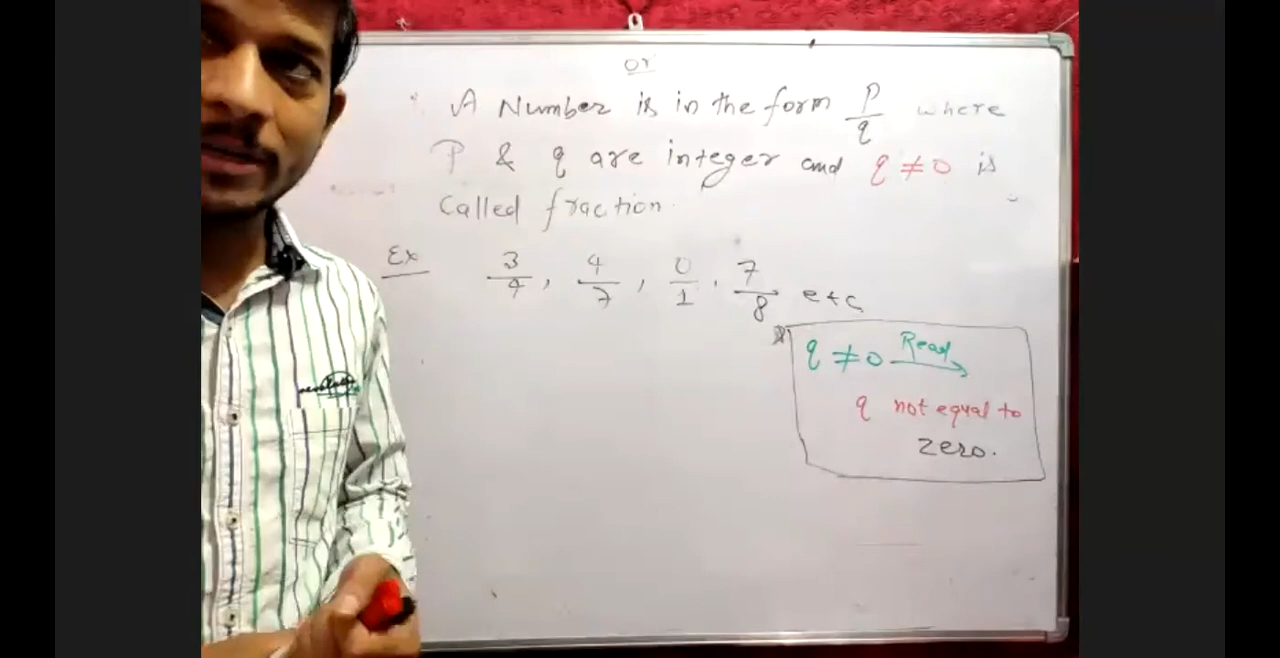 or
A Number is in the form P/q where
P & q are integer and q ≠ 0 is
Called fraction.
Ex 3/4, 4/7, 0/1, 7/8 etc
q ≠ 0 Read →
q not equal to
zero.